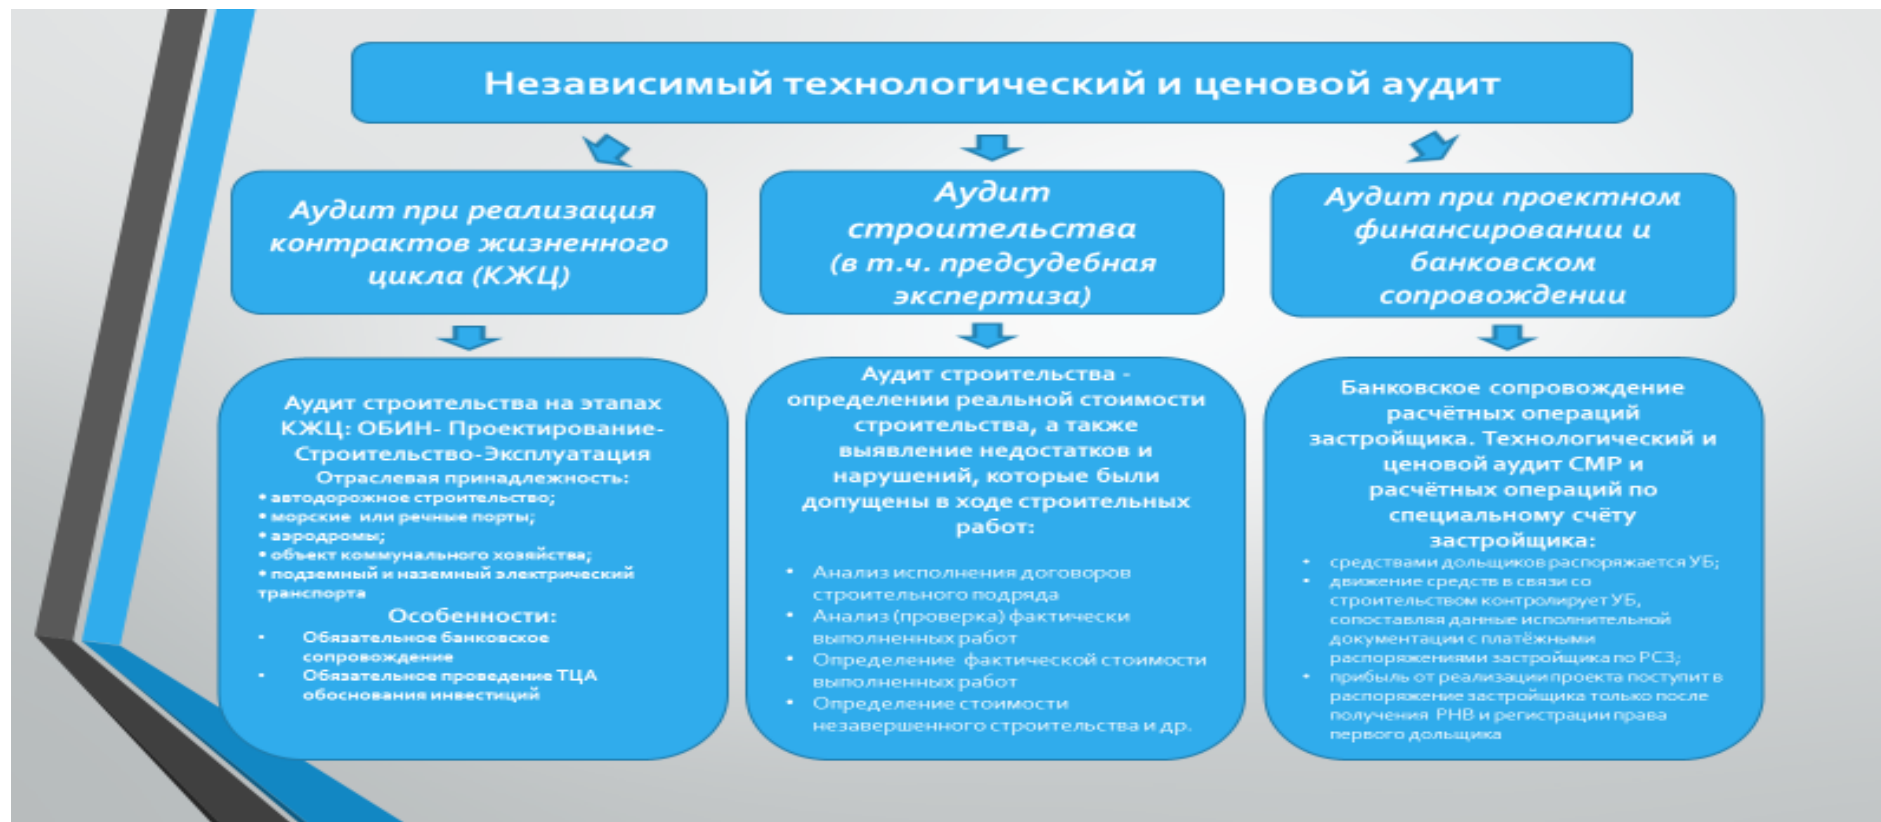 Независимый технологический и ценовой аудит
Аудит при реализация
контрактов жизненного
цикла (КЖЦ)
Аудит
строительства
(в т.ч. предсудебная
экспертиза)
Аудит при проектном
финансировании и
банковском
сопровождении
Аудит строительства на этапах
КЖЦ: ОБИН- Проектирование-
Строительство-Эксплуатация
Отраслевая принадлежность:
• автодорожное строительство;
• морские или речные порты;
• аэродромы;
• объект коммунального хозяйства;
• подземный и наземный электрический
транспорта
Особенности:
• Обязательное банковское
сопровождение
• Обязательное проведение ТЦА
обоснования инвестиций
Аудит строительства -
определении реальной стоимости
строительства, а также
выявление недостатков и
нарушений, которые были
допущены в ходе строительных
работ:
• Анализ исполнения договоров
строительного подряда
• Анализ (проверка) фактически
выполненных работ
• Определение фактической стоимости
выполненных работ
• Определение стоимости
незавершенного строительства и др.
Банковское сопровождение
расчётных операций
застройщика. Технологический и
ценовой аудит СМР и
расчётных операций по
специальному счёту
застройщика:
• средствами дольщиков распоряжается УБ;
• движение средств в связи со
строительством контролирует УБ,
сопоставляя данные исполнительной
документации с платёжными
распоряжениями застройщика по РСЗ;
• прибыль от реализации проекта поступит в
распоряжение застройщика только после
получения РНВ и регистрации права
первого дольщика